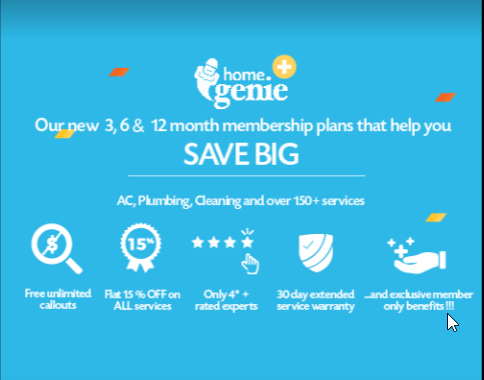 home
genie
Our new 3, 6 & 12 month membership plans that help you
SAVE BIG
AC, Plumbing, Cleaning and over 150+ services
15%
Free unlimited
callouts
Flat 15 % OFF on
ALL services
Only 4* +
rated experts
30 day extended
service warranty
...and exclusive member
only benefits !!!